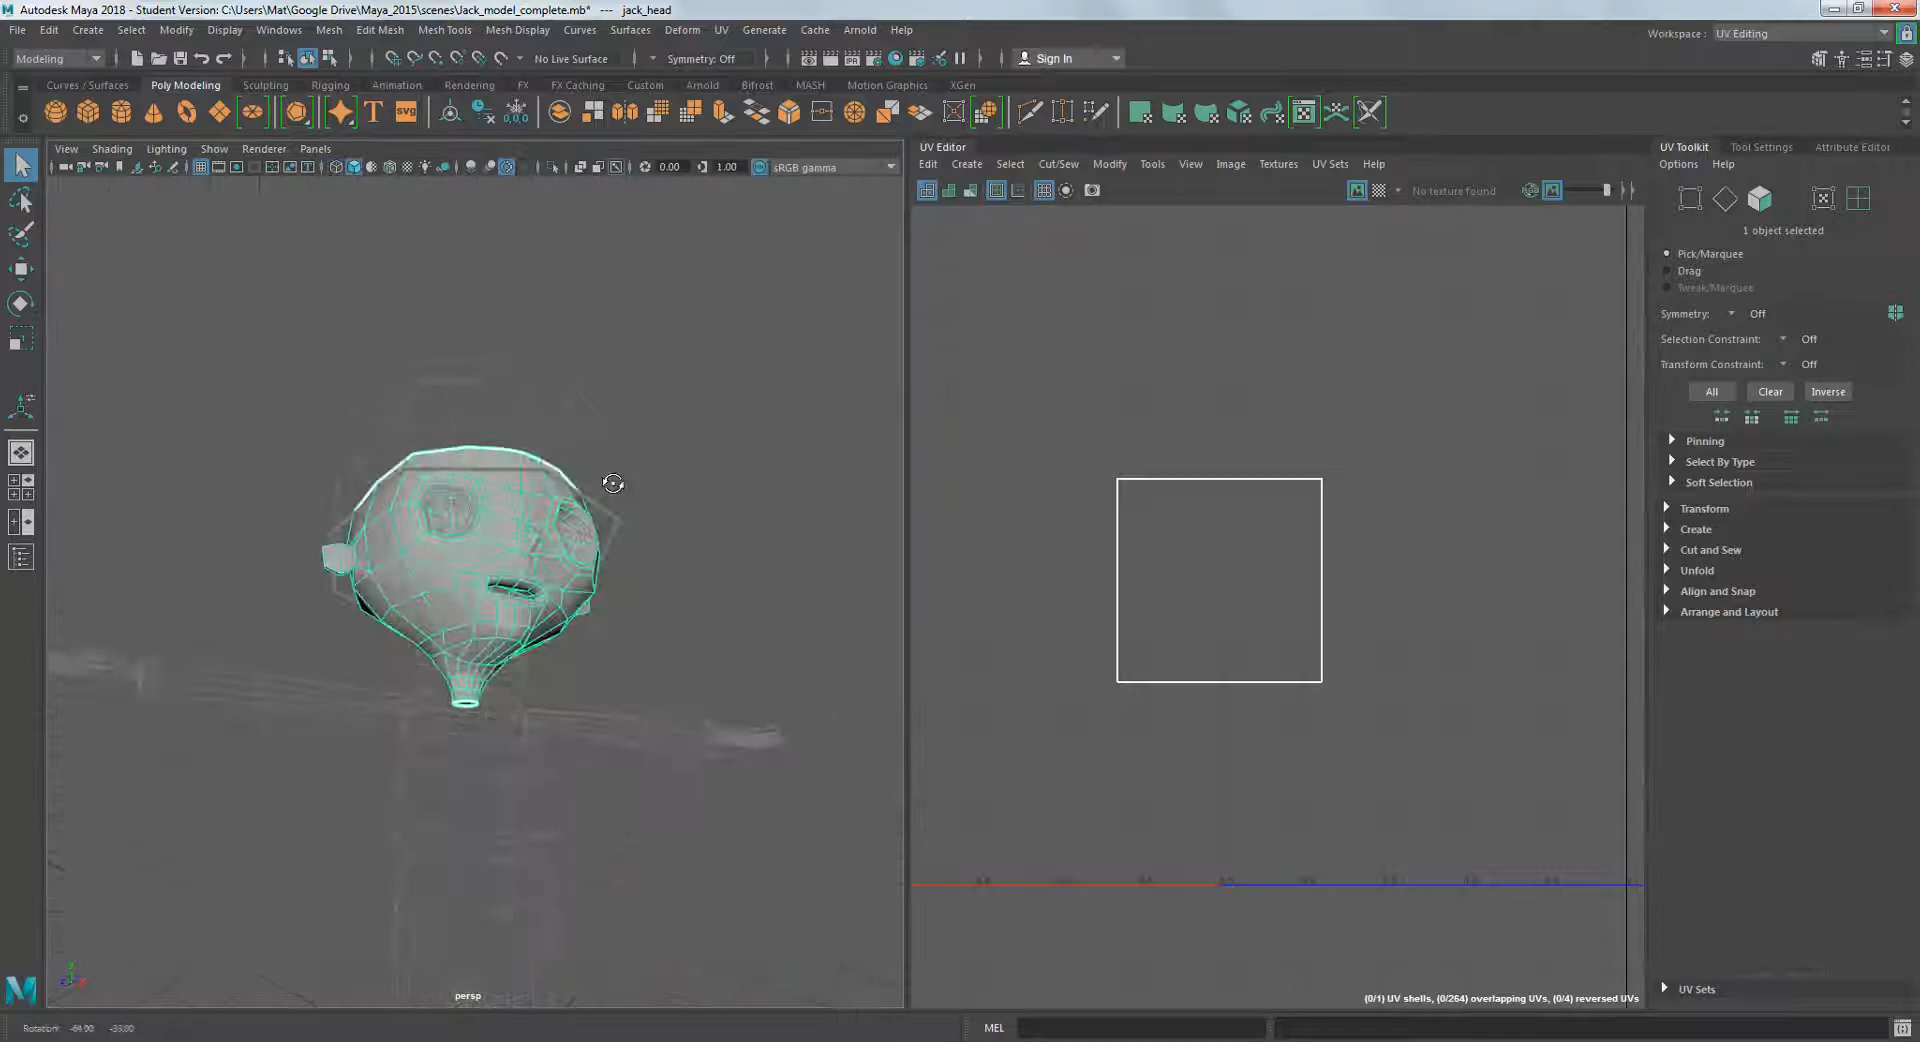 Autodesk Maya 2018 - Student Version: C:\Users\Mat\Google Drive\Maya_2015\scenes\Jack_model_complete.mb* --- jack_head
File Edit Create Select Modify Display Windows Mesh Edit Mesh Mesh Tools Mesh Display Curves Surfaces Deform UV Generate Cache Arnold Help
Workspace : UV Editing
Modeling No Live Surface Symmetry: Off Sign In
Curves / Surfaces Poly Modeling Sculpting Rigging Animation Rendering FX FX Caching Custom Arnold Bifrost MASH Motion Graphics XGen
View Shading Lighting Show Renderer Panels
0.00 1.00 sRGB gamma
UV Editor
Edit Create Select Cut/Sew Modify Tools View Image Textures UV Sets Help
No texture found
UV Toolkit Tool Settings Attribute Editor
Options Help
1 object selected
Pick/Marquee
Drag
Tweak/Marquee
Symmetry: Off
Selection Constraint: Off
Transform Constraint: Off
All Clear Inverse
Pinning
Select By Type
Soft Selection
Transform
Create
Cut and Sew
Unfold
Align and Snap
Arrange and Layout
UV Sets
persp
(0/1) UV shells, (0/264) overlapping UVs, (0/4) reversed UVs
Rotation: MEL